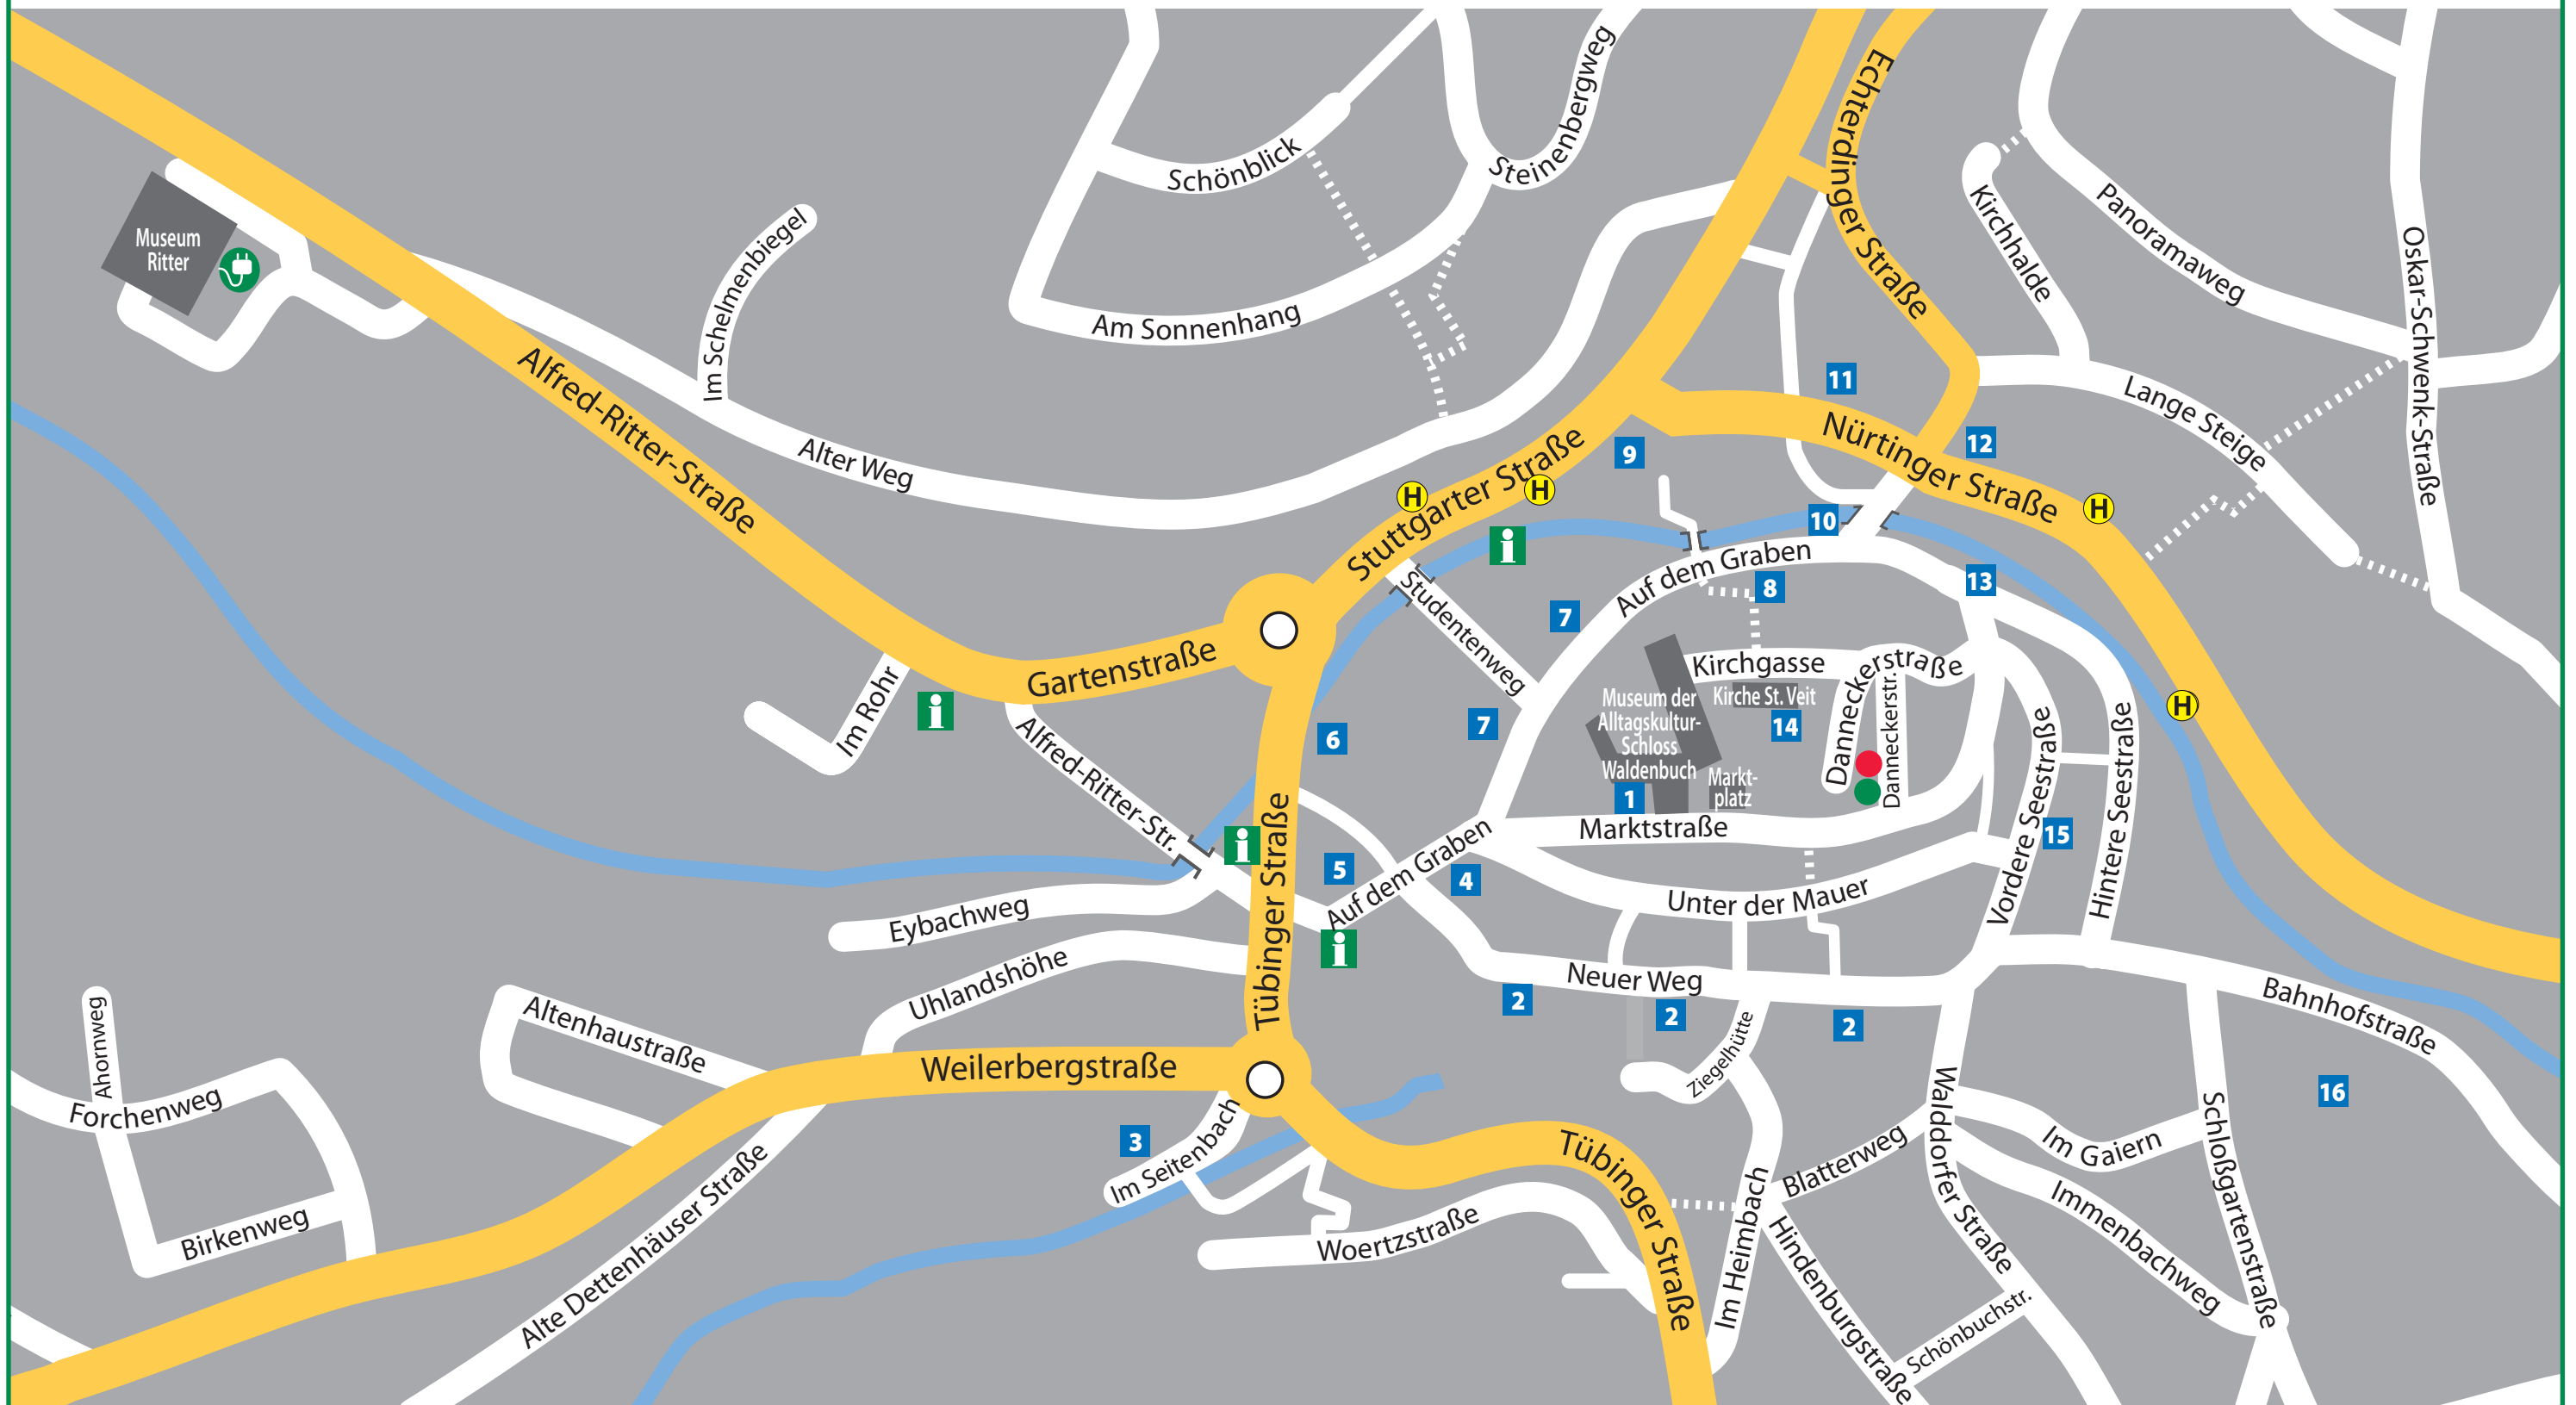 Echterdinger Straße
Steinenbergweg
Schönblick
Kirchhalde
Panoramaweg
Oskar-Schwenk-Straße
Museum
Ritter
Im Schelmenbiegel
Am Sonnenhang
11
Lange Steige
Alfred-Ritter-Straße
Alter Weg
Stuttgarter Straße
9
Nürtinger Straße
12
H
H
H
10
i
Auf dem Graben
8
13
Studentenweg
7
Gartenstraße
Kirchgasse
Danneckerstraße
Im Rohr
i
Museum der
Alltagskultur-
Schloss
Waldenbuch
Kirche St. Veit
14
Danneckerstr.
H
7
6
Alfred-Ritter-Str.
Markt-
platz
1
Marktstraße
Vordere Seestraße
15
Hintere Seestraße
i
Tübinger Straße
5
Auf dem Graben
4
Unter der Mauer
Eybachweg
i
Uhlandshöhe
Neuer Weg
2
2
2
Bahnhofstraße
Ahornweg
Altenhaustraße
Ziegelhütte
Weilerbergstraße
Forchenweg
16
3
Im Seitenbach
Walddorfer Straße
Im Gaiern
Schloßgartenstraße
Blatterweg
Tübinger Straße
Birkenweg
Alte Dettenhäuser Straße
Woertzstraße
Im Heimbach
Hindenburgstraße
Immenbachweg
Schönbuchstr.